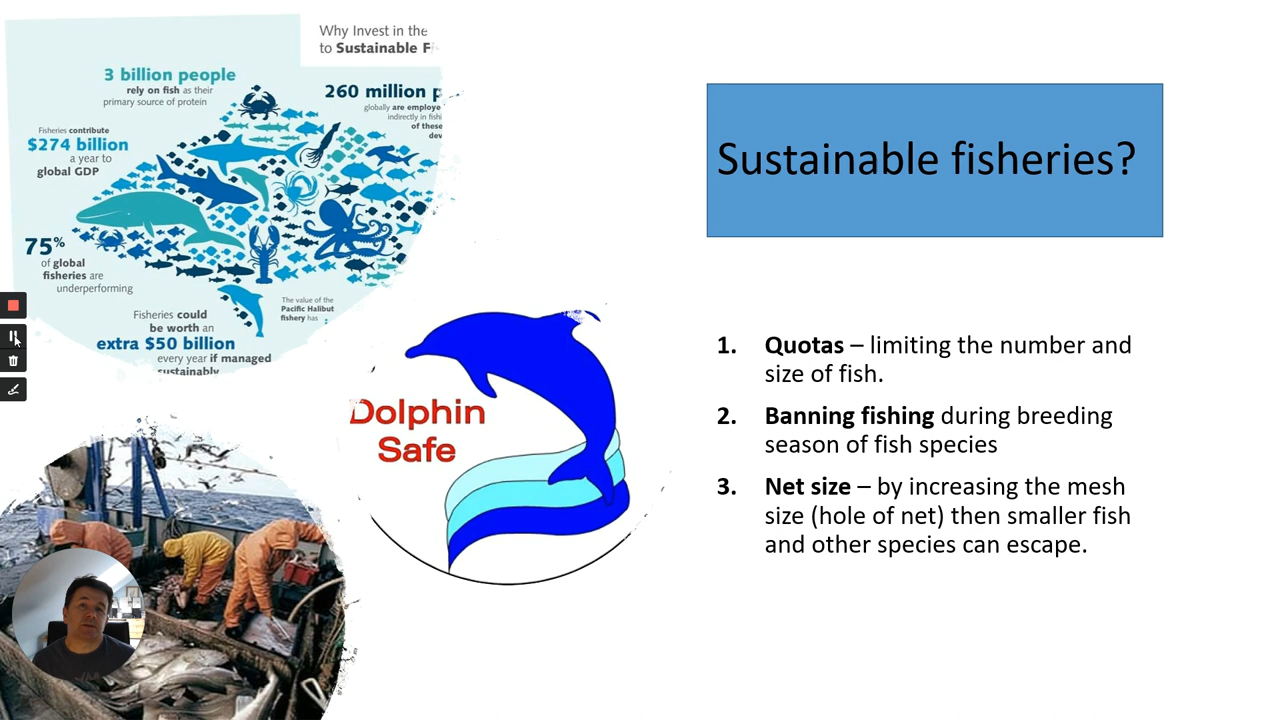 Why Invest in the
to Sustainable
3 billion people
rely on fish as their
primary source of protein
260 million
globally are employe
indirectly in fishi
of these
dev
Fisheries contribute
$274 billion
a year to
global GDP
75%
of global
fisheries are
underperforming
Fisheries could
be worth an
extra $50 billion
every year if managed
sustainably
The value of the
Pacific Halibut
fishery has
Dolphin
Safe
Sustainable fisheries?
1. Quotas – limiting the number and
size of fish.
2. Banning fishing during breeding
season of fish species
3. Net size – by increasing the mesh
size (hole of net) then smaller fish
and other species can escape.